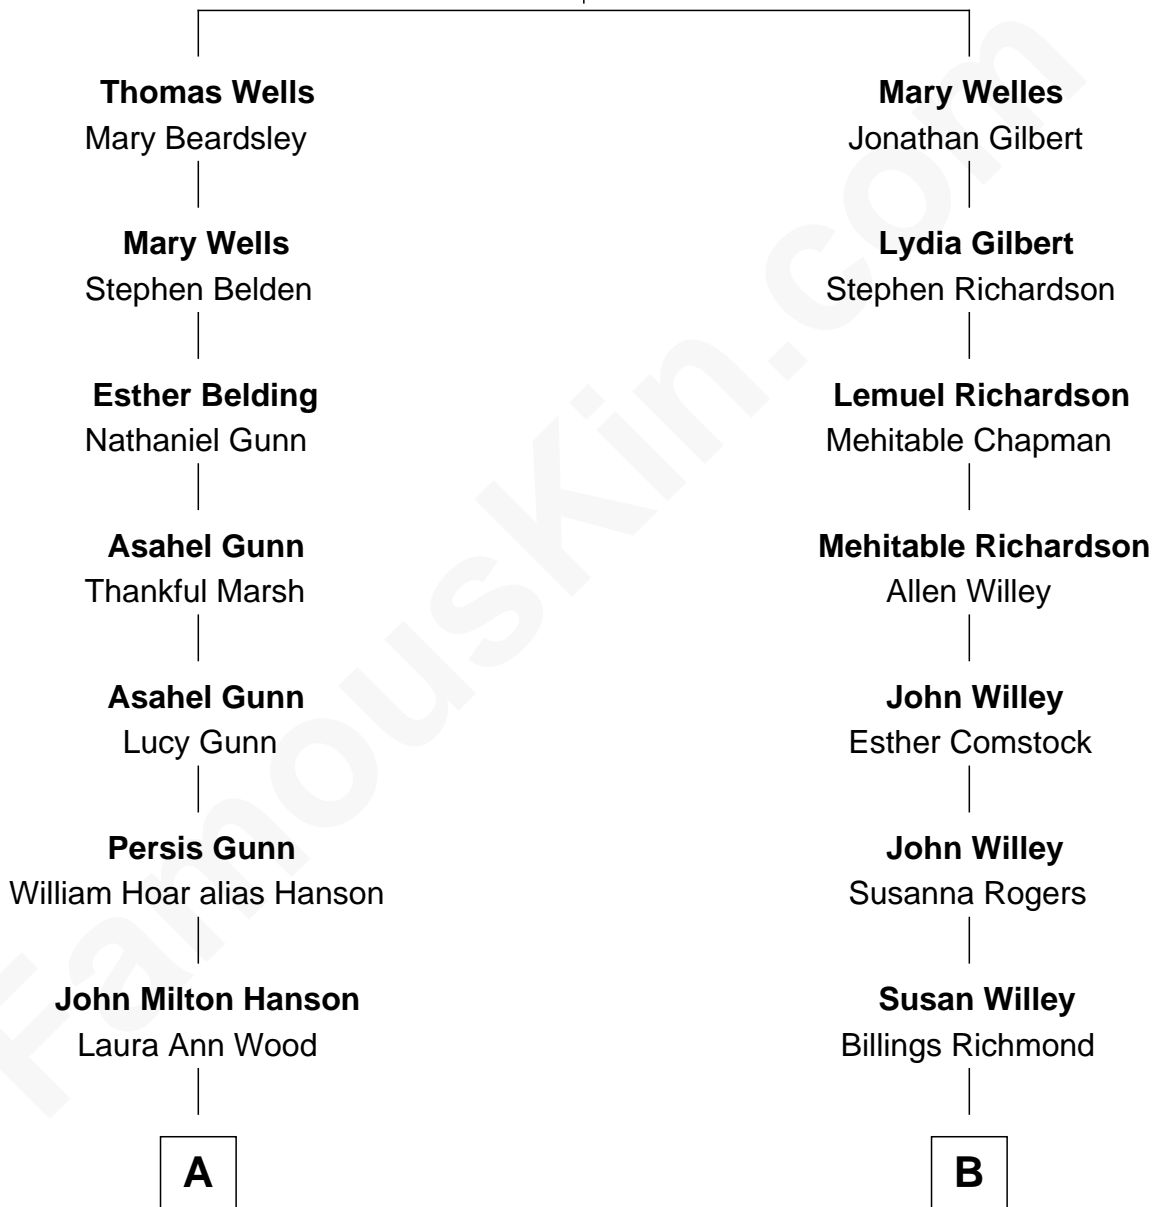 Thomas Wells
Mary Beardsley
Mary Wells
Stephen Belden
Esther Belding
Nathaniel Gunn
Asahel Gunn
Thankful Marsh
Asahel Gunn
Lucy Gunn
Persis Gunn
William Hoar alias Hanson
John Milton Hanson
Laura Ann Wood
A
Mary Welles
Jonathan Gilbert
Lydia Gilbert
Stephen Richardson
Lemuel Richardson
Mehitable Chapman
Mehitable Richardson
Allen Willey
John Willey
Esther Comstock
John Willey
Susanna Rogers
Susan Willey
Billings Richmond
B
FamousKin.com